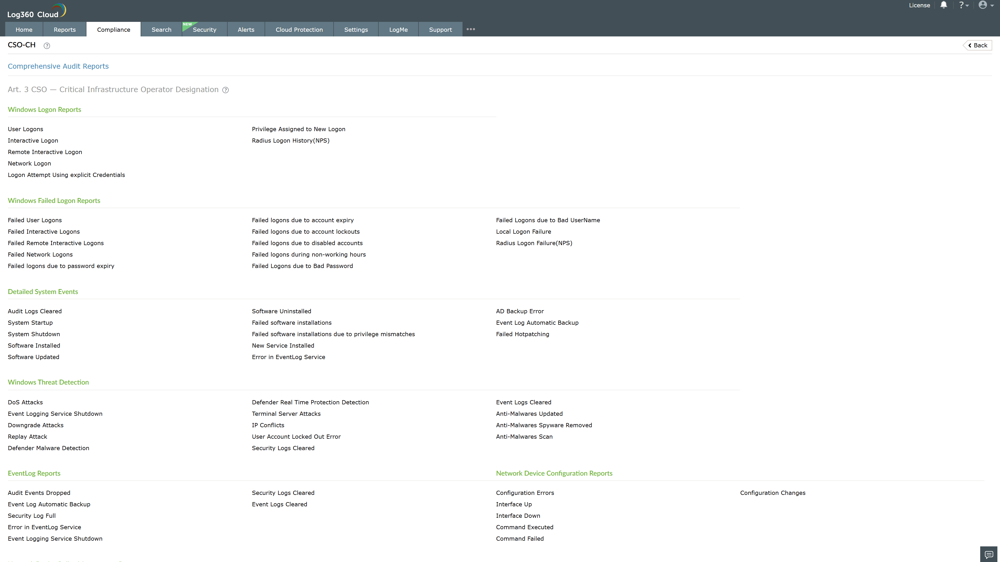 License
?
Log360 Cloud
Home
Reports
Compliance
Search
NEW
Security
Alerts
Cloud Protection
Settings
LogMe
Support
•••
CSO-CH
?
Back
Comprehensive Audit Reports
Art. 3 CSO — Critical Infrastructure Operator Designation ?
Windows Logon Reports
User Logons
Interactive Logon
Remote Interactive Logon
Network Logon
Logon Attempt Using explicit Credentials
Privilege Assigned to New Logon
Radius Logon History(NPS)
Windows Failed Logon Reports
Failed User Logons
Failed Interactive Logons
Failed Remote Interactive Logons
Failed Network Logons
Failed logons due to password expiry
Failed logons due to account expiry
Failed logons due to account lockouts
Failed logons due to disabled accounts
Failed logons during non-working hours
Failed Logons due to Bad Password
Failed Logons due to Bad UserName
Local Logon Failure
Radius Logon Failure(NPS)
Detailed System Events
Audit Logs Cleared
System Startup
System Shutdown
Software Installed
Software Updated
Software Uninstalled
Failed software installations
Failed software installations due to privilege mismatches
New Service Installed
Error in EventLog Service
AD Backup Error
Event Log Automatic Backup
Failed Hotpatching
Windows Threat Detection
DoS Attacks
Event Logging Service Shutdown
Downgrade Attacks
Replay Attack
Defender Malware Detection
Defender Real Time Protection Detection
Terminal Server Attacks
IP Conflicts
User Account Locked Out Error
Security Logs Cleared
Event Logs Cleared
Anti-Malwares Updated
Anti-Malwares Spyware Removed
Anti-Malwares Scan
EventLog Reports
Audit Events Dropped
Event Log Automatic Backup
Security Log Full
Error in EventLog Service
Event Logging Service Shutdown
Security Logs Cleared
Event Logs Cleared
Network Device Configuration Reports
Configuration Errors
Interface Up
Interface Down
Command Executed
Command Failed
Configuration Changes